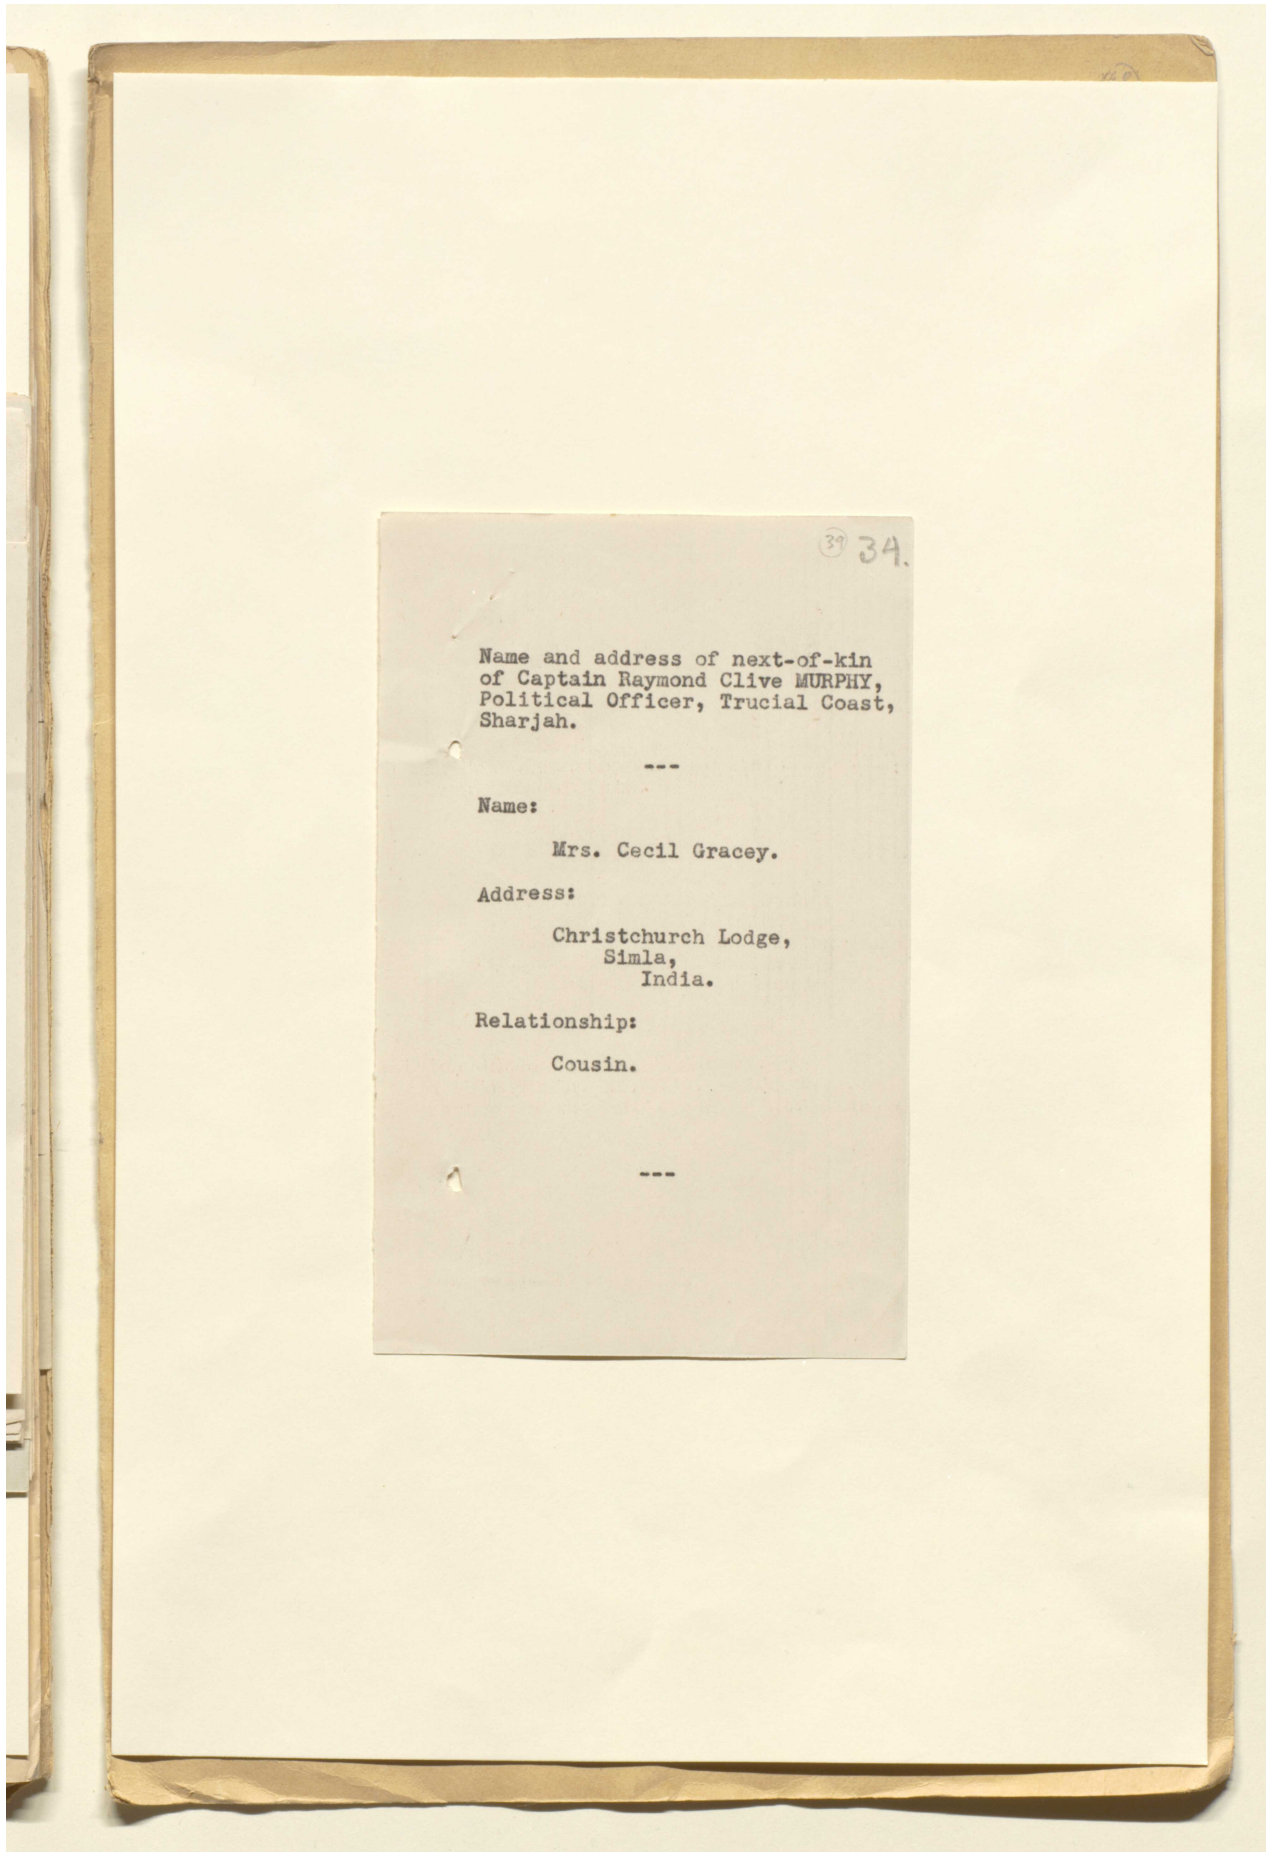 39 34.
Name and address of next-of-kin
of Captain Raymond Clive MURPHY,
Political Officer, Trucial Coast,
Sharjah.
---
Name:
Mrs. Cecil Gracey.
Address:
Christchurch Lodge,
Simla,
India.
Relationship:
Cousin.
---